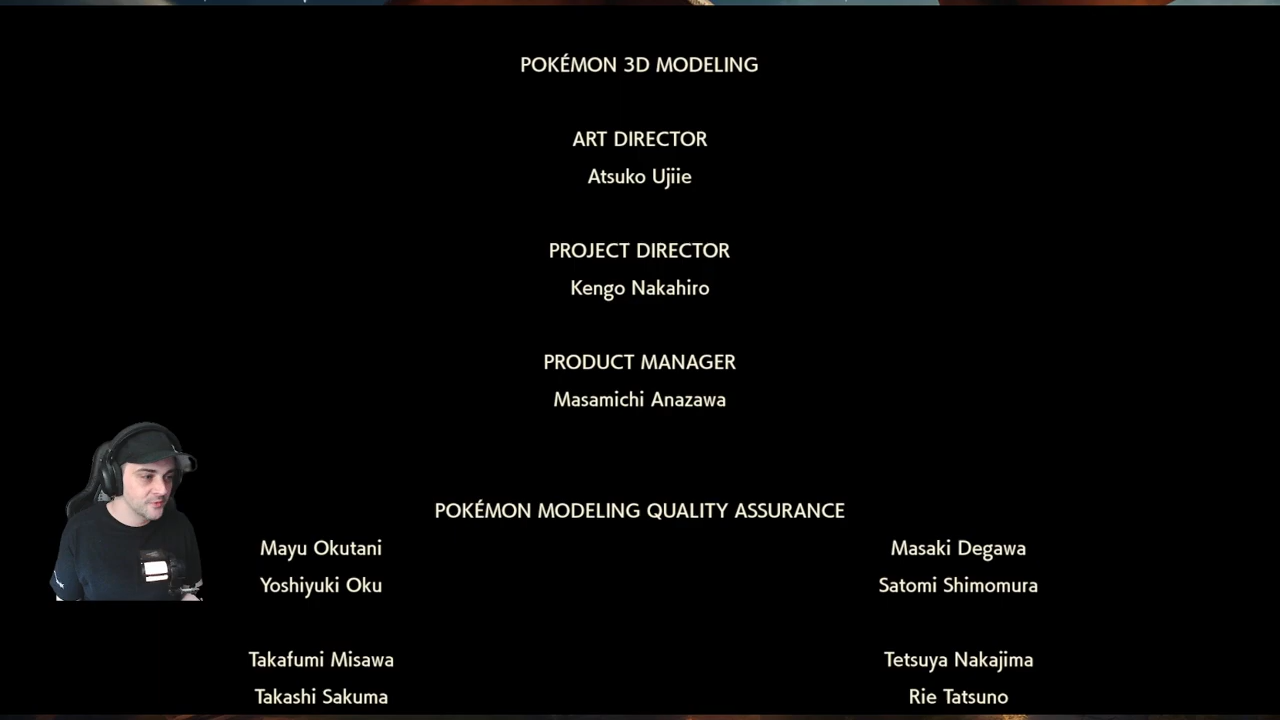 POKÉMON 3D MODELING
ART DIRECTOR
Atsuko Ujiie
PROJECT DIRECTOR
Kengo Nakahiro
PRODUCT MANAGER
Masamichi Anazawa
POKÉMON MODELING QUALITY ASSURANCE
Mayu Okutani Masaki Degawa
Yoshiyuki Oku Satomi Shimomura
Takafumi Misawa Tetsuya Nakajima
Takashi Sakuma Rie Tatsuno